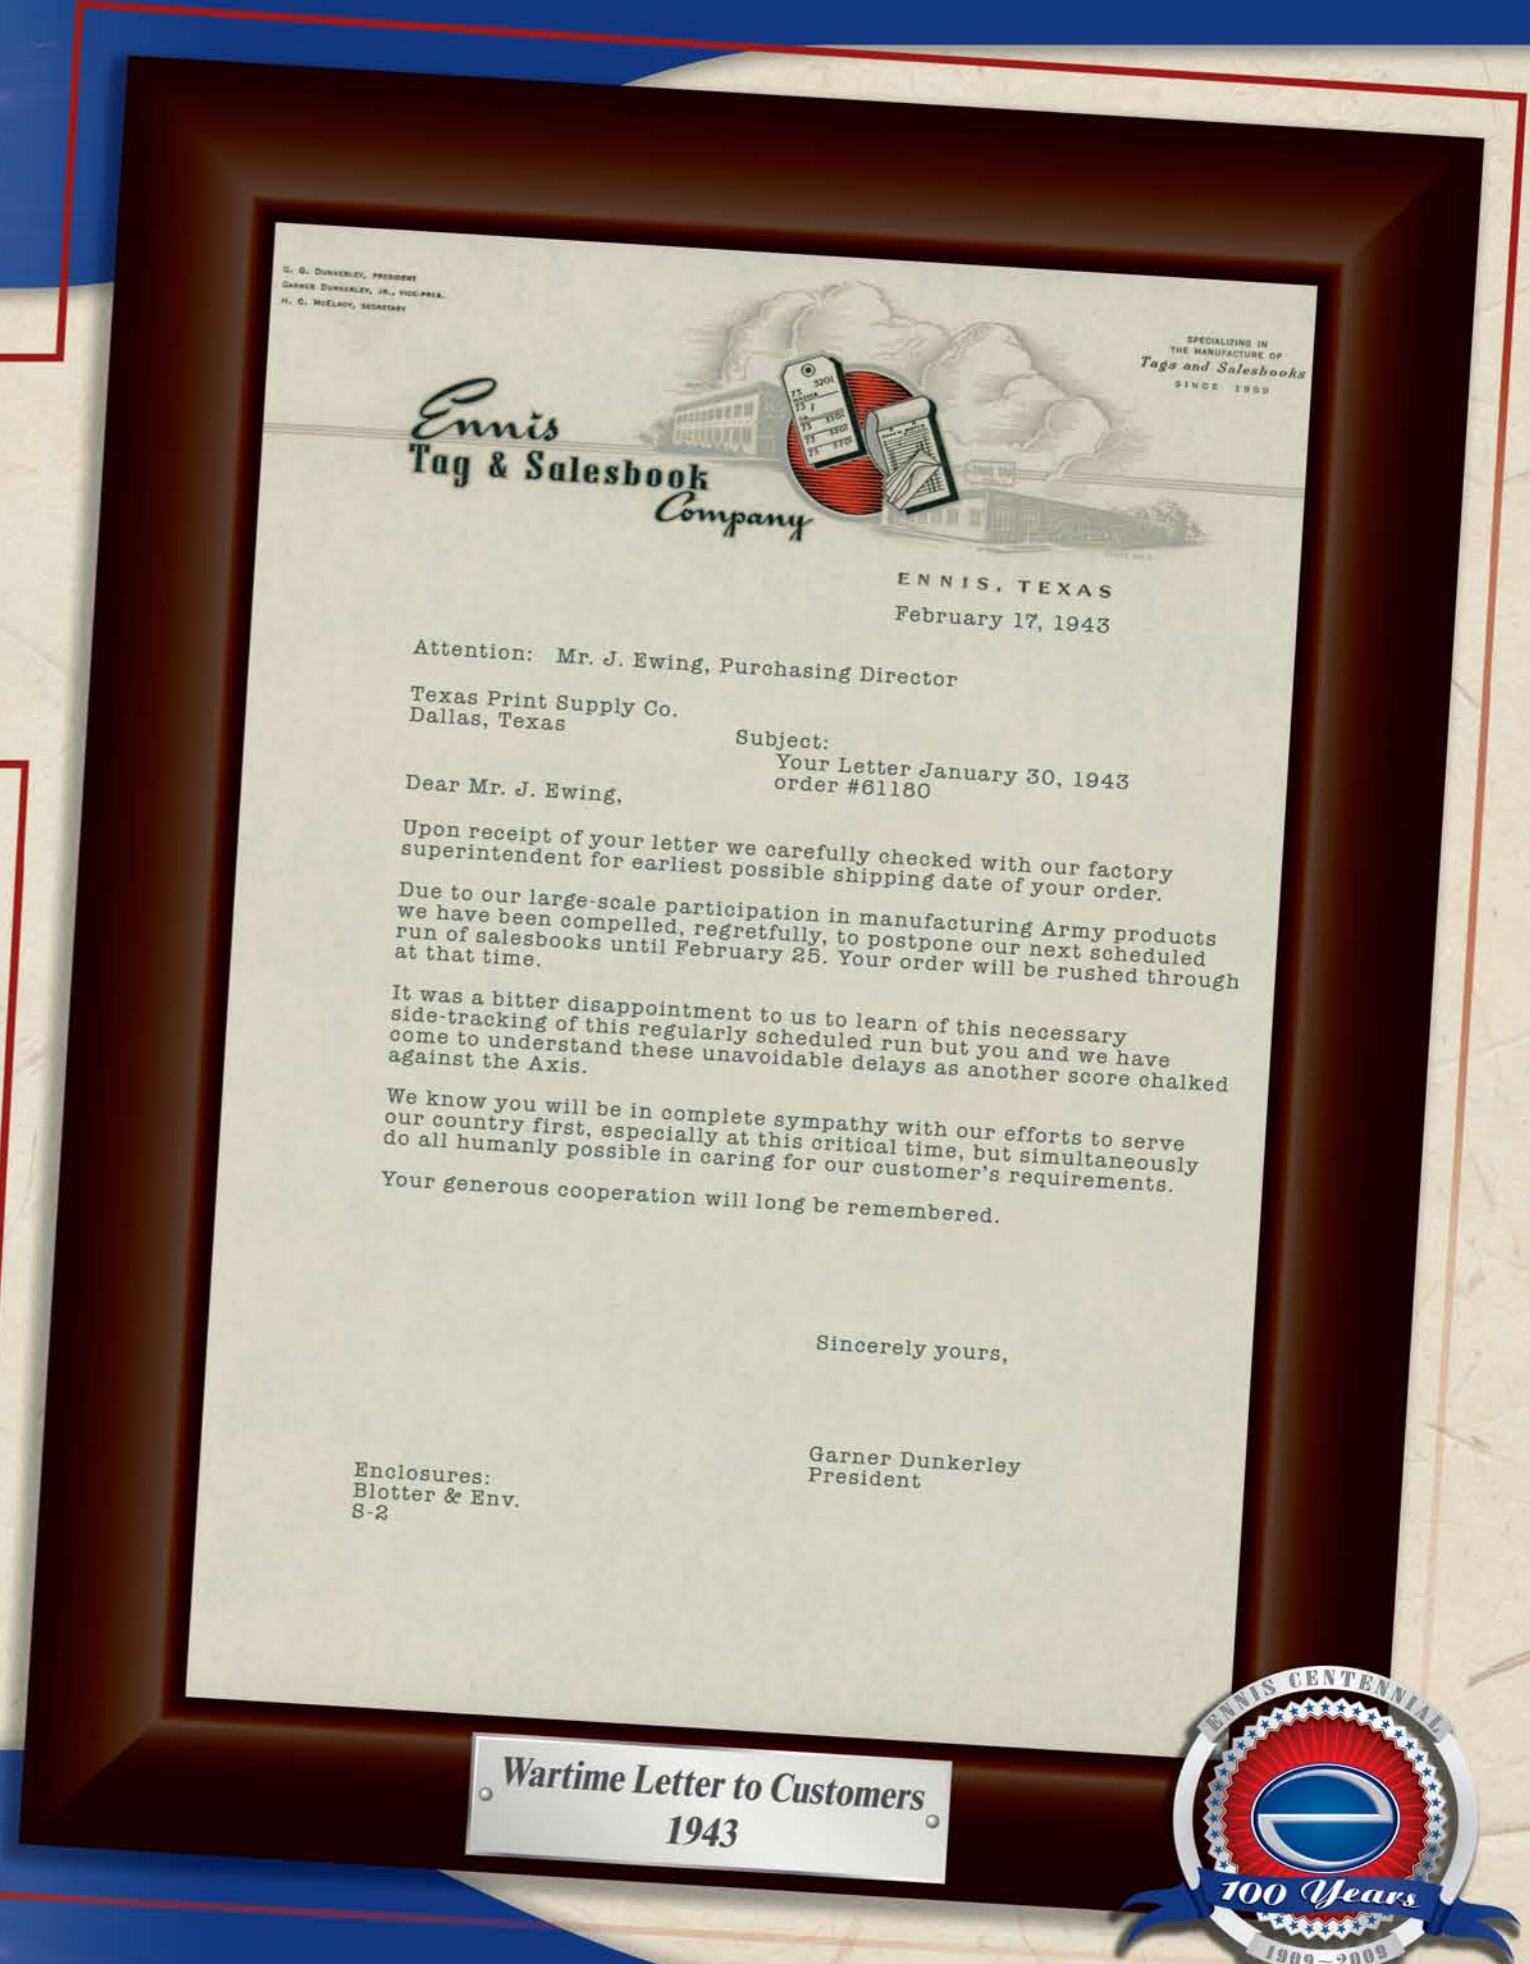 G. G. DUNKERLEY, PRESIDENT
GARNER DUNKERLEY, JR., VICE-PRES.
H. C. McELROY, SECRETARY
SPECIALIZING IN
THE MANUFACTURE OF
Tags and Salesbooks
SINCE 1909
Ennis
Tag & Salesbook
Company
ENNIS, TEXAS
February 17, 1943
Attention: Mr. J. Ewing, Purchasing Director
Texas Print Supply Co.
Dallas, Texas
Subject:
Your Letter January 30, 1943
order #61180
Dear Mr. J. Ewing,
Upon receipt of your letter we carefully checked with our factory
superintendent for earliest possible shipping date of your order.
Due to our large-scale participation in manufacturing Army products
we have been compelled, regretfully, to postpone our next scheduled
run of salesbooks until February 25. Your order will be rushed through
at that time.
It was a bitter disappointment to us to learn of this necessary
side-tracking of this regularly scheduled run but you and we have
come to understand these unavoidable delays as another score chalked
against the Axis.
We know you will be in complete sympathy with our efforts to serve
our country first, especially at this critical time, but simultaneously
do all humanly possible in caring for our customer's requirements.
Your generous cooperation will long be remembered.
Sincerely yours,
Garner Dunkerley
President
Enclosures:
Blotter & Env.
S-2
Wartime Letter to Customers
1943
ENNIS CENTENNIAL
100 Years
1909-2009